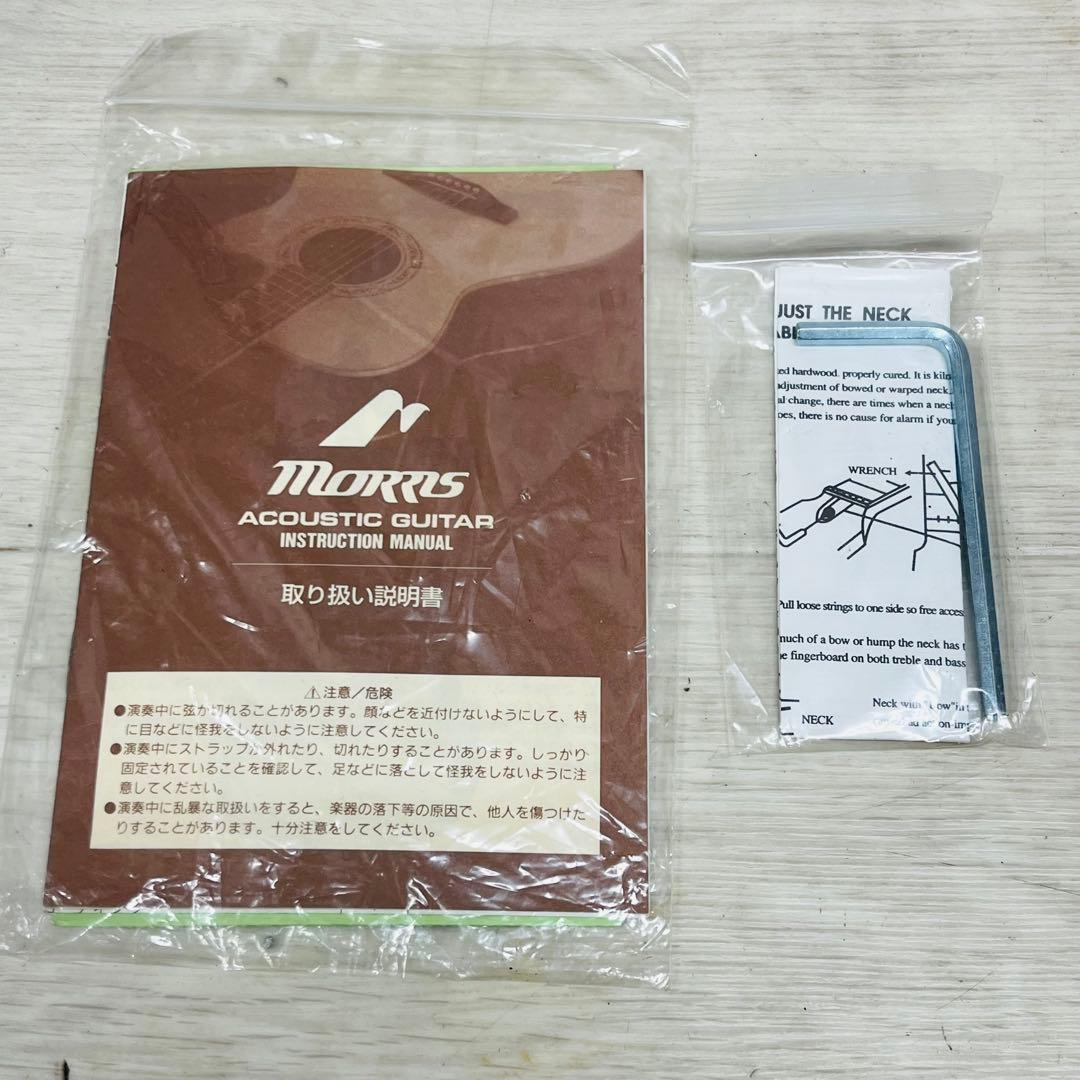 MORRIS
ACOUSTIC GUITAR
INSTRUCTION MANUAL
取り扱い説明書
⚠注意／危険
●演奏中に弦が切れることがあります。顔などを近付けないようにして、特
に目などに怪我をしないように注意してください。
●演奏中にストラップが外れたり、切れたりすることがあります。しっかり
固定されていることを確認して、足などに落として怪我をしないように注
意してください。
●演奏中に乱暴な取扱いをすると、楽器の落下等の原因で、他人を傷つけた
りすることがあります。十分注意をしてください。
JUST THE NECK
ed hardwood. properly cured. It is kiln
adjustment of bowed or warped neck.
al change, there are times when a neck
oes, there is no cause for alarm if you
WRENCH
Pull loose strings to one side so free access
much of a bow or hump the neck has
e fingerboard on both treble and bass
Neck with "bow" in
NECK